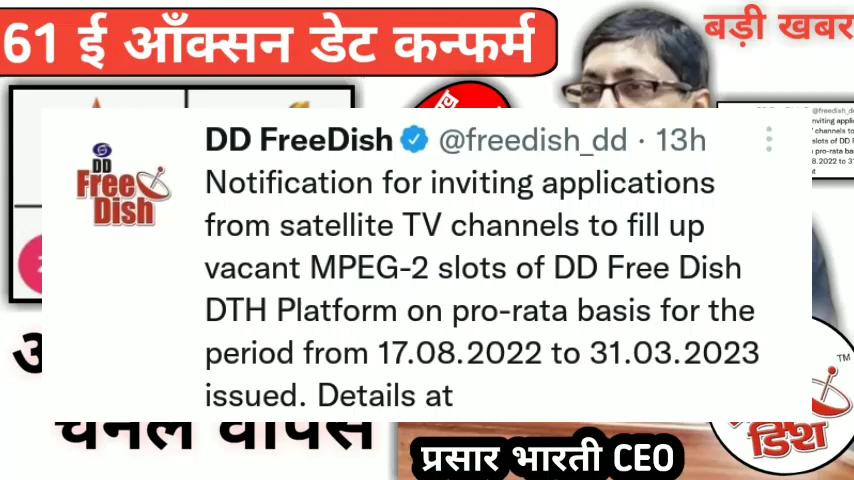 61 ई ऑंक्सन डेट कन्फर्म
बड़ी खबर
DD FreeDish @freedish_dd · 13h
DD
Free
Dish
Notification for inviting applications
from satellite TV channels to fill up
vacant MPEG-2 slots of DD Free Dish
DTH Platform on pro-rata basis for the
period from 17.08.2022 to 31.03.2023
issued. Details at
चैनल वापस
डिश
TM
प्रसार भारती CEO